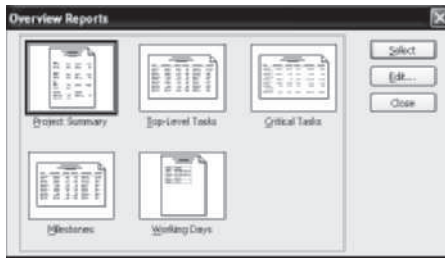 Overview Reports
Select
Edit...
Close
Project Summary
Top-Level Tasks
Critical Tasks
Milestones
Working Days